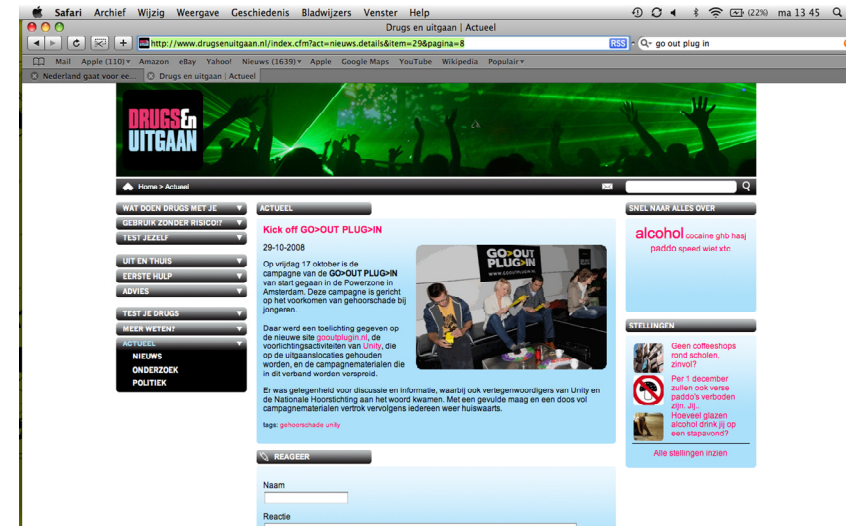 Safari Archief Wijzig Weergave Geschiedenis Bladwijzers Venster Help (22%) ma 13 45
Drugs en uitgaan | Actueel
http://www.drugsenuitgaan.nl/index.cfm?act=nieuws.details&item=29&pagina=8 RSS go out plug in
Mail Apple (110) Amazon eBay Yahoo! Nieuws (1639) Apple Google Maps YouTube Wikipedia Populair
Nederland gaat voor ee... Drugs en uitgaan | Actueel
DRUGS En
UITGAAN
Home > Actueel
WAT DOEN DRUGS MET JE
GEBRUIK ZONDER RISICO!?
TEST JEZELF
UIT EN THUIS
EERSTE HULP
ADVIES
TEST JE DRUGS
MEER WETEN?
ACTUEEL
NIEUWS
ONDERZOEK
POLITIEK
ACTUEEL
Kick off GO>OUT PLUG>IN
29-10-2008
Op vrijdag 17 oktober is de
campagne van de GO>OUT PLUG>IN
van start gegaan in de Powerzone in
Amsterdam. Deze campagne is gericht
op het voorkomen van gehoorschade bij
jongeren.
Daar werd een toelichting gegeven op
de nieuwe site gooutplugin.nl, de
voorlichtingsactiviteiten van Unity, die
op de uitgaanslocaties gehouden
worden, en de campagnematerialen die
in dit verband worden verspreid.
Er was gelegenheid voor discussie en informatie, waarbij ook vertegenwoordigers van Unity en
de Nationale Hoorstichting aan het woord kwamen. Met een gevulde maag en een doos vol
campagnematerialen vertrok vervolgens iedereen weer huiswaarts.
tags: gehoorschade unity
GO>OUT
PLUG>IN
WWW.GOOUTPLUGIN.NL
REAGEER
Naam
Reactie
SNEL NAAR ALLES OVER
alcohol cocaine ghb hasj
paddo speed wiet xtc
STELLINGEN
Geen coffeeshops
rond scholen.
zinvol?
Per 1 december
zullen ook verse
paddo's verboden
zijn. Jij..
Hoeveel glazen
alcohol drink jij op
een stapavond?
Alle stellingen inzien